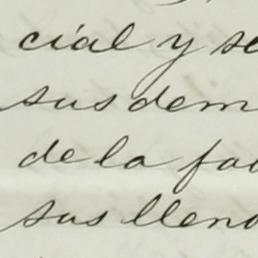 cial y se
sus dem
de la fa
sus llen